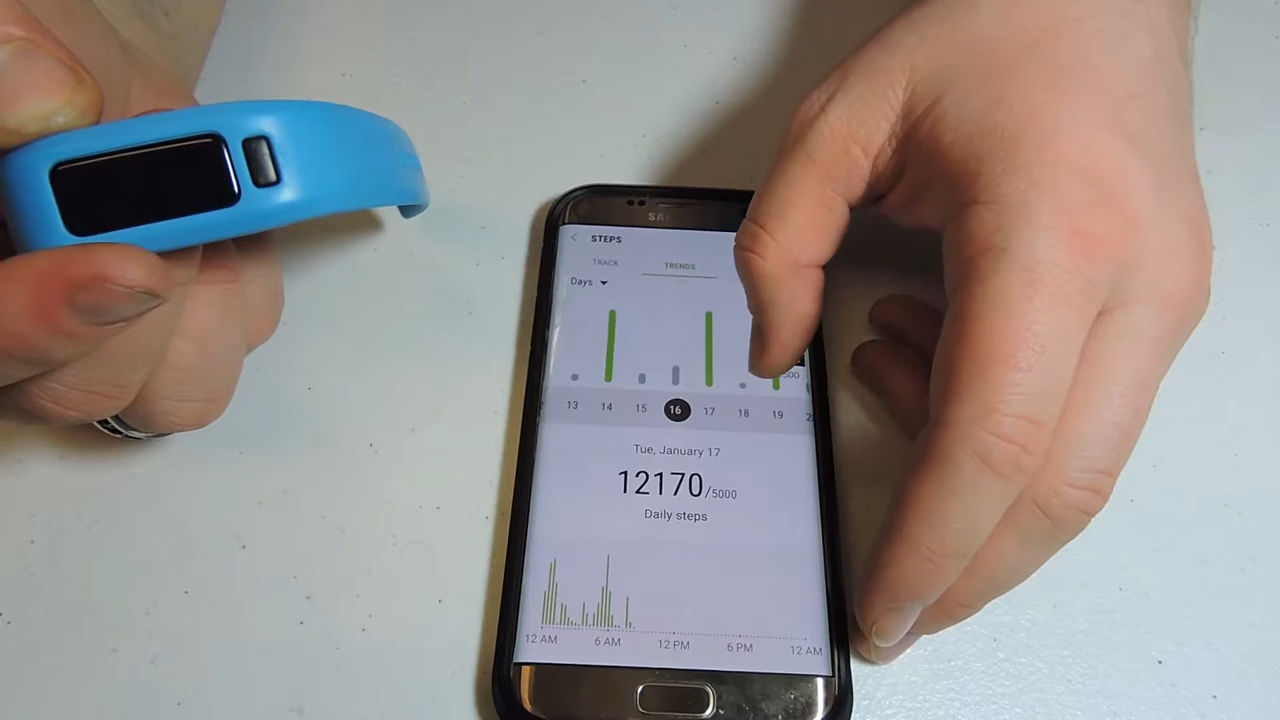 STEPS
TRACK TRENDS
Days
500
13 14 15 16 17 18 19
Tue, January 17
12170/5000
Daily steps
12 AM 6 AM 12 PM 6 PM 12 AM